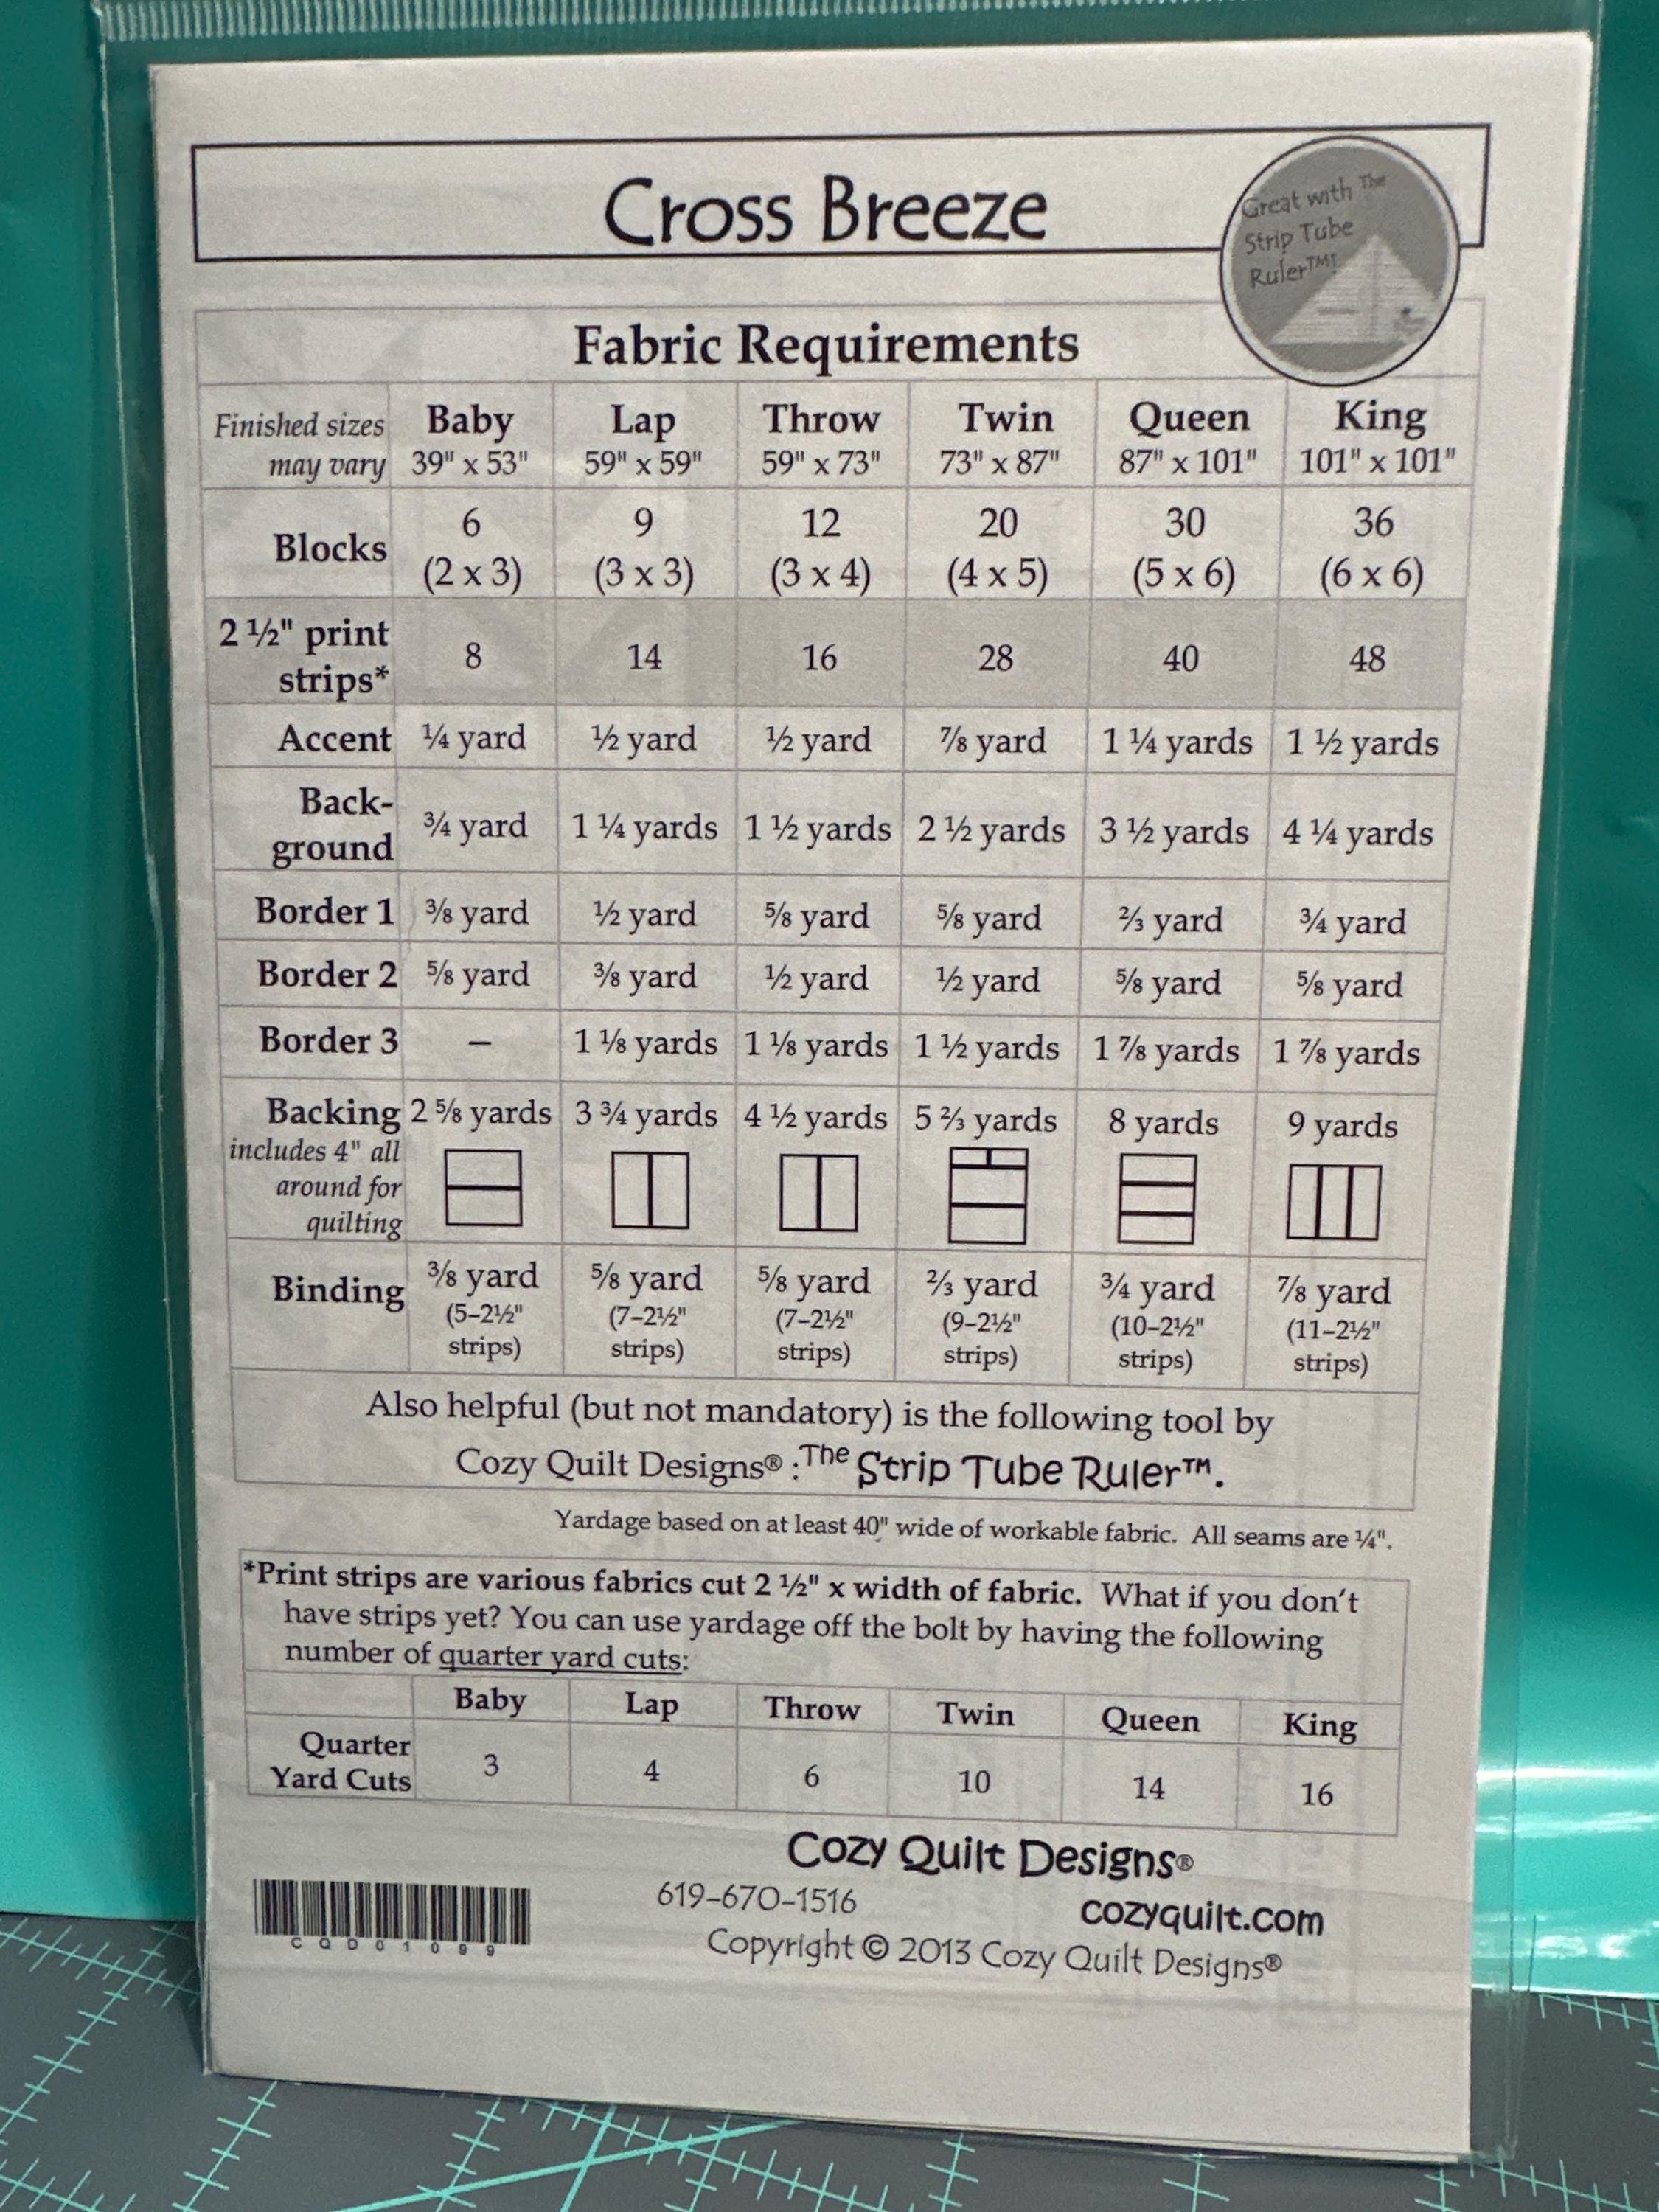 Cross Breeze
Great with The
Strip Tube
Ruler™!
Fabric Requirements
Finished sizes may vary Baby 39" x 53" Lap 59" x 59" Throw 59" x 73" Twin 73" x 87" Queen 87" x 101" King 101" x 101"
Blocks 6 (2 x 3) 9 (3 x 3) 12 (3 x 4) 20 (4 x 5) 30 (5 x 6) 36 (6 x 6)
2 ½" print strips* 8 14 16 28 40 48
Accent ¼ yard ½ yard ½ yard ⅞ yard 1 ¼ yards 1 ½ yards
Back-ground ¾ yard 1 ¼ yards 1 ½ yards 2 ½ yards 3 ½ yards 4 ¼ yards
Border 1 ⅜ yard ½ yard ⅝ yard ⅝ yard ⅔ yard ¾ yard
Border 2 ⅝ yard ⅜ yard ½ yard ½ yard ⅝ yard ⅝ yard
Border 3 – 1 ⅛ yards 1 ⅛ yards 1 ½ yards 1 ⅞ yards 1 ⅞ yards
Backing 2 ⅝ yards 3 ¾ yards 4 ½ yards 5 ⅔ yards 8 yards 9 yards
includes 4" all
around for
quilting
Binding ⅜ yard (5–2½" strips) ⅝ yard (7–2½" strips) ⅝ yard (7–2½" strips) ⅔ yard (9–2½" strips) ¾ yard (10–2½" strips) ⅞ yard (11–2½" strips)
Also helpful (but not mandatory) is the following tool by
Cozy Quilt Designs® :The Strip Tube Ruler™.
Yardage based on at least 40" wide of workable fabric. All seams are ¼".
*Print strips are various fabrics cut 2 ½" x width of fabric. What if you don't
have strips yet? You can use yardage off the bolt by having the following
number of quarter yard cuts:
Baby Lap Throw Twin Queen King
Quarter Yard Cuts 3 4 6 10 14 16
Cozy Quilt Designs®
619-670-1516 cozyquilt.com
Copyright © 2013 Cozy Quilt Designs®
CQD01099